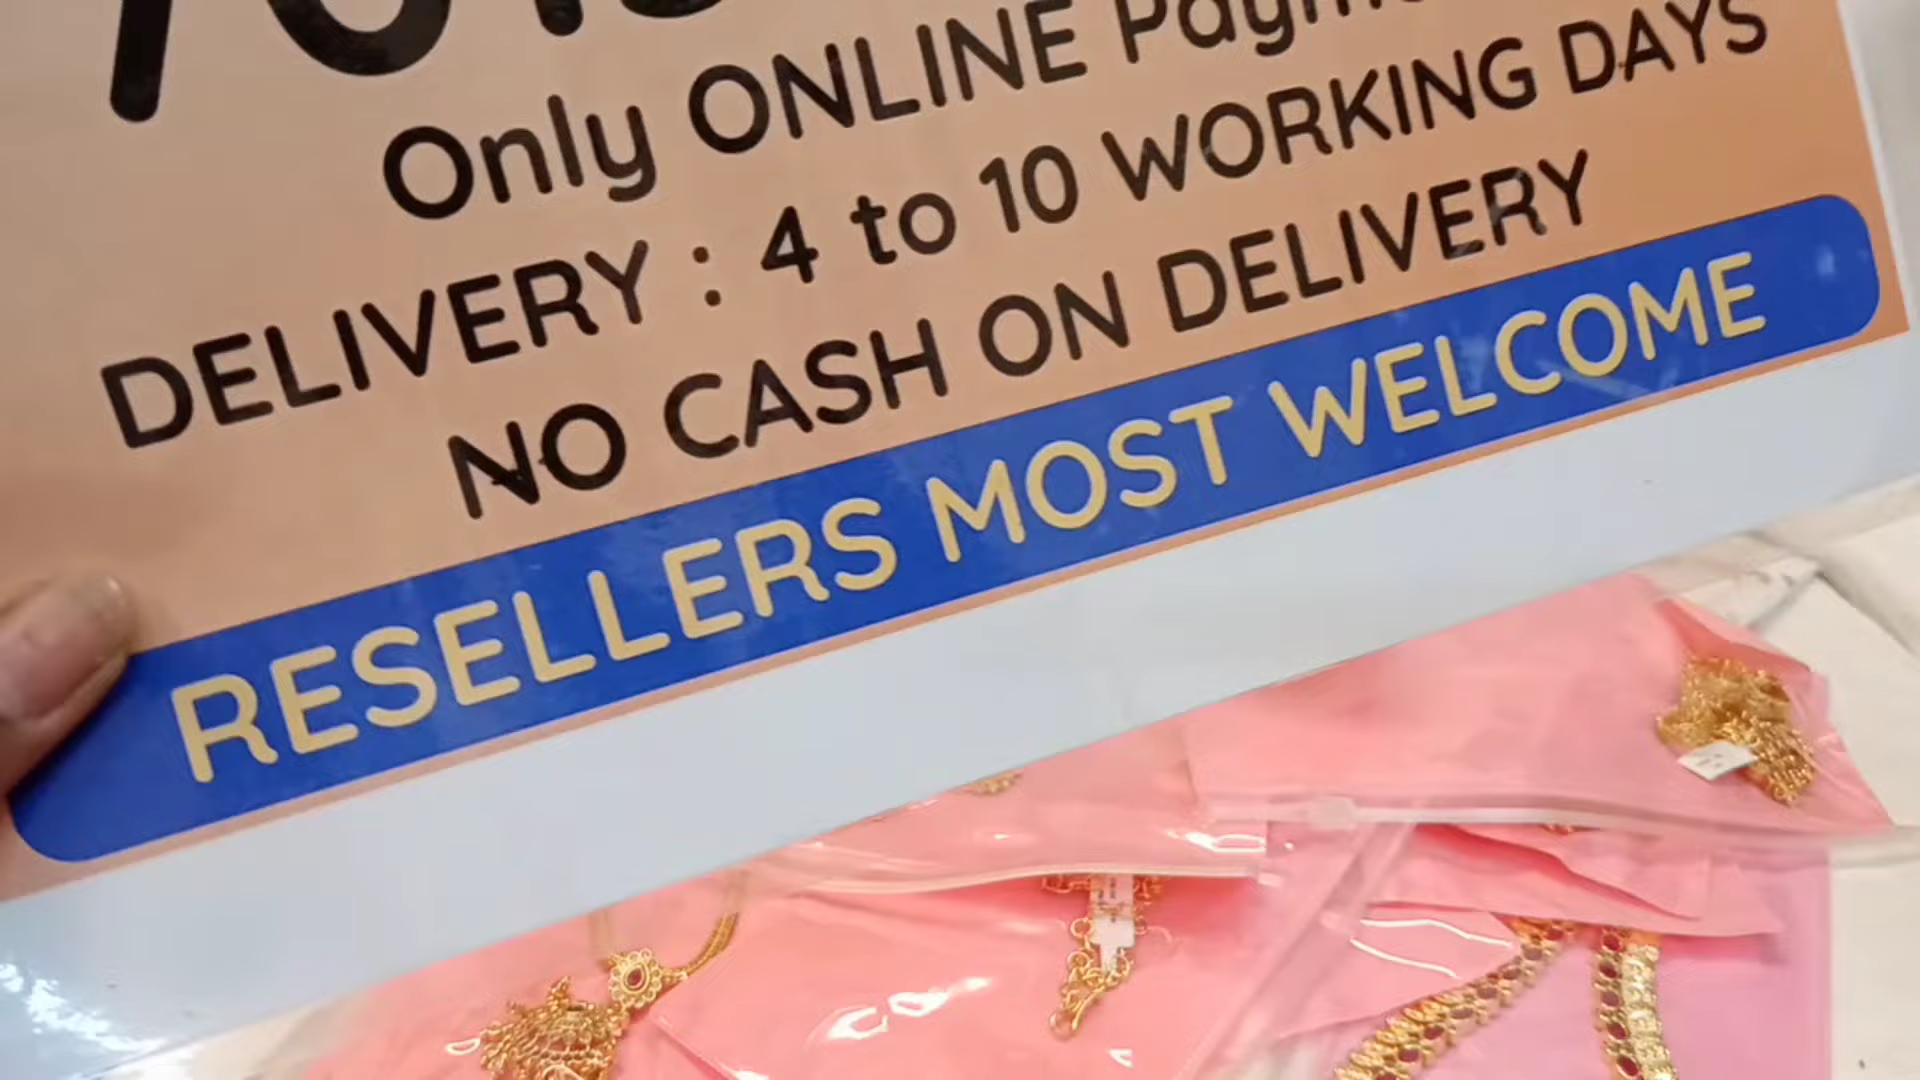 Only ONLINE
DELIVERY : 4 to 10 WORKING DAYS
NO CASH ON DELIVERY
RESELLERS MOST WELCOME